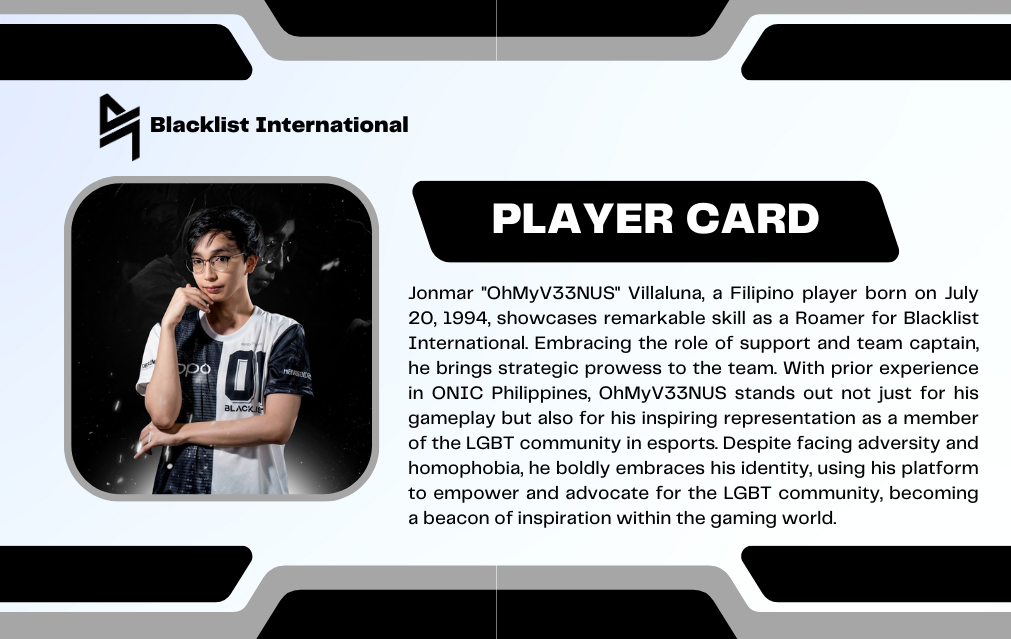 Blacklist International
PLAYER CARD
Jonmar "OhMyV33NUS" Villaluna, a Filipino player born on July
20, 1994, showcases remarkable skill as a Roamer for Blacklist
International. Embracing the role of support and team captain,
he brings strategic prowess to the team. With prior experience
in ONIC Philippines, OhMyV33NUS stands out not just for his
gameplay but also for his inspiring representation as a member
of the LGBT community in esports. Despite facing adversity and
homophobia, he boldly embraces his identity, using his platform
to empower and advocate for the LGBT community, becoming
a beacon of inspiration within the gaming world.